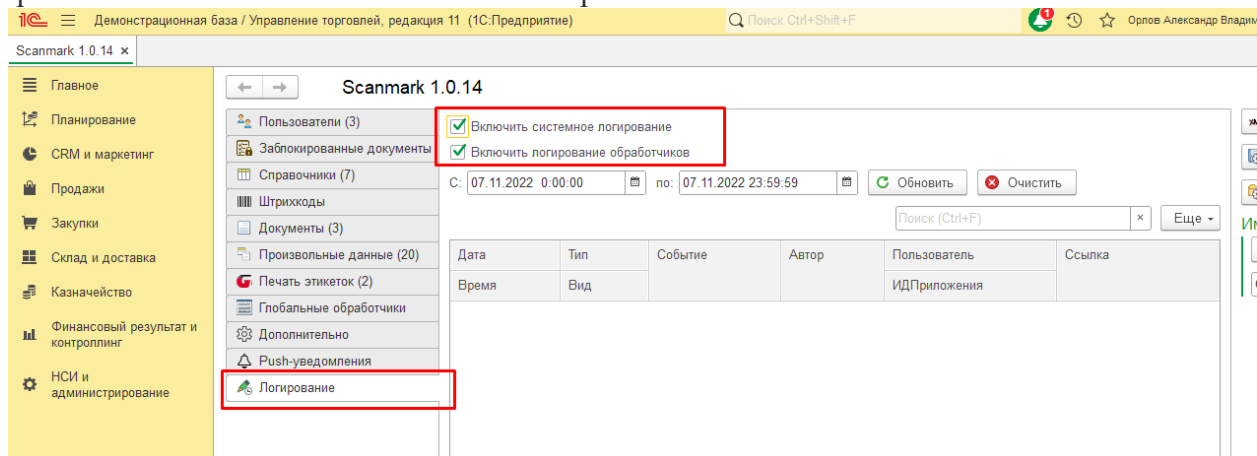 Демонстрационная база / Управление торговлей, редакция 11 (1С:Предприятие)
Поиск Ctrl+Shift+F
Орлов Александр Владим
Scanmark 1.0.14 ×
Главное
Планирование
CRM и маркетинг
Продажи
Закупки
Склад и доставка
Казначейство
Финансовый результат и
контроллинг
НСИ и
администрирование
Scanmark 1.0.14
Пользователи (3)
Заблокированные документы
Справочники (7)
Штрихкоды
Документы (3)
Произвольные данные (20)
Печать этикеток (2)
Глобальные обработчики
Дополнительно
Push-уведомления
Логирование
Включить системное логирование
Включить логирование обработчиков
С: 07.11.2022 0:00:00 по: 07.11.2022 23:59:59 Обновить Очистить
Поиск (Ctrl+F) × Еще
Дата Тип Событие Автор Пользователь Ссылка
Время Вид ИДПриложения